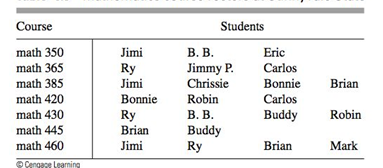 Course Students
math 350 Jimi B. B. Eric
math 365 Ry Jimmy P. Carlos
math 385 Jimi Chrissie Bonnie Brian
math 420 Bonnie Robin Carlos
math 430 Ry B. B. Buddy Robin
math 445 Brian Buddy
math 460 Jimi Ry Brian Mark
© Cengage Learning